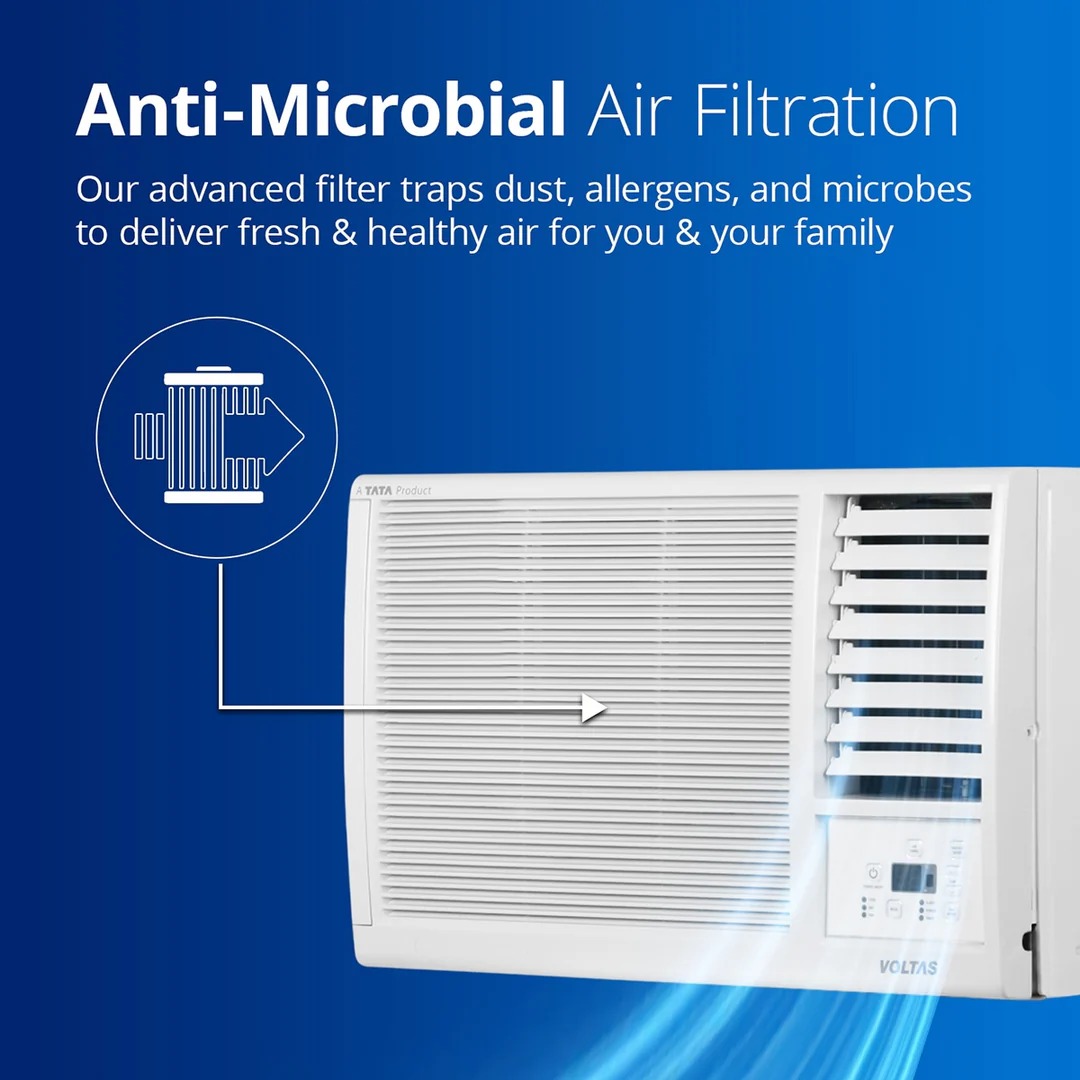 Anti-Microbial Air Filtration
Our advanced filter traps dust, allergens, and microbes
to deliver fresh & healthy air for you & your family
A TATA Product
VOLTAS